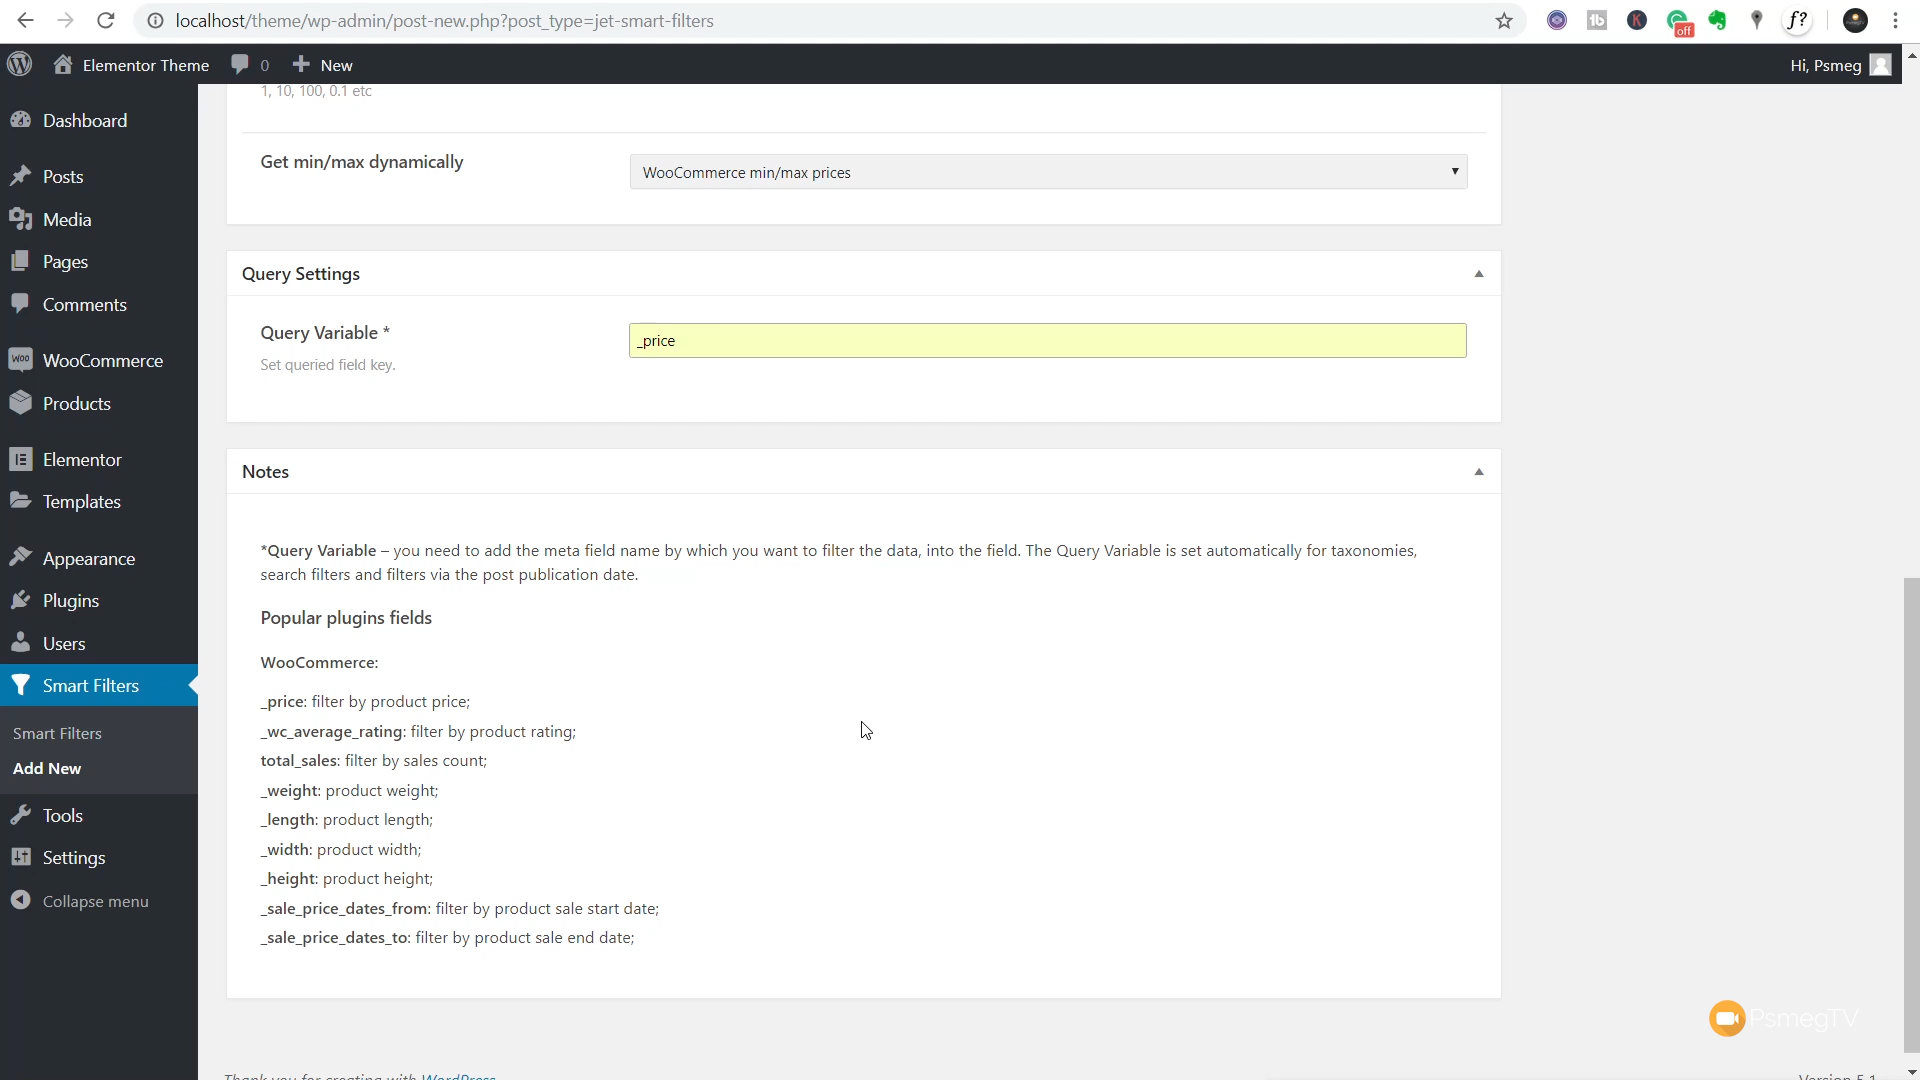 localhost/theme/wp-admin/post-new.php?post_type=jet-smart-filters
off
f?
Elementor Theme
0
New
Hi, Psmeg
1, 10, 100, 0.1 etc
Dashboard
Get min/max dynamically
WooCommerce min/max prices
Posts
Media
Pages
Query Settings
Comments
Query Variable *
_price
Set queried field key.
WooCommerce
Products
Elementor
Notes
Templates
*Query Variable – you need to add the meta field name by which you want to filter the data, into the field. The Query Variable is set automatically for taxonomies,
search filters and filters via the post publication date.
Appearance
Plugins
Popular plugins fields
Users
WooCommerce:
Smart Filters
_price: filter by product price;
Smart Filters
_wc_average_rating: filter by product rating;
Add New
total_sales: filter by sales count;
_weight: product weight;
Tools
_length: product length;
_width: product width;
Settings
_height: product height;
Collapse menu
_sale_price_dates_from: filter by product sale start date;
_sale_price_dates_to: filter by product sale end date;
PsmegTV
Thank you for creating with WordPress
Version 5.1